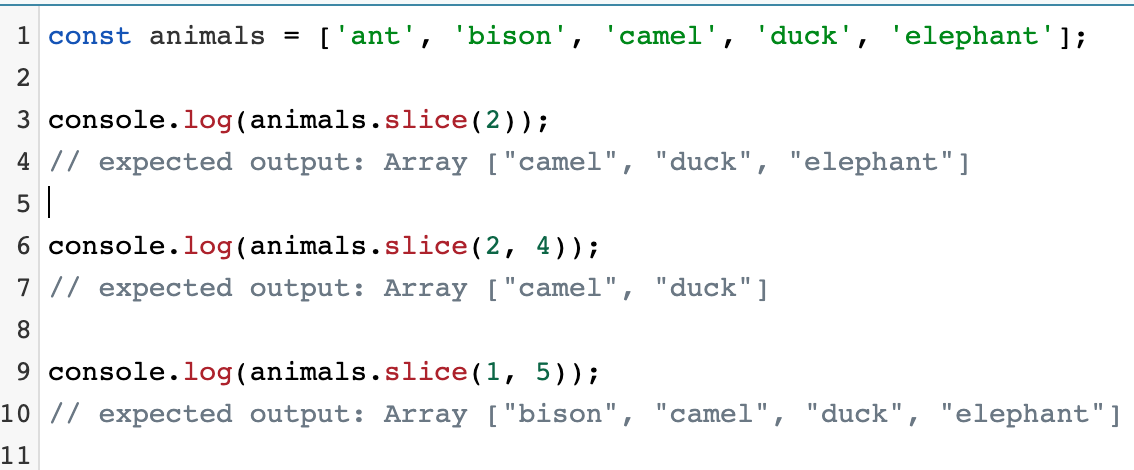 1 const animals = ['ant', 'bison', 'camel', 'duck', 'elephant'];
2
3 console.log(animals.slice(2));
4 // expected output: Array ["camel", "duck", "elephant"]
5
6 console.log(animals.slice(2, 4));
7 // expected output: Array ["camel", "duck"]
8
9 console.log(animals.slice(1, 5));
10 // expected output: Array ["bison", "camel", "duck", "elephant"]
11